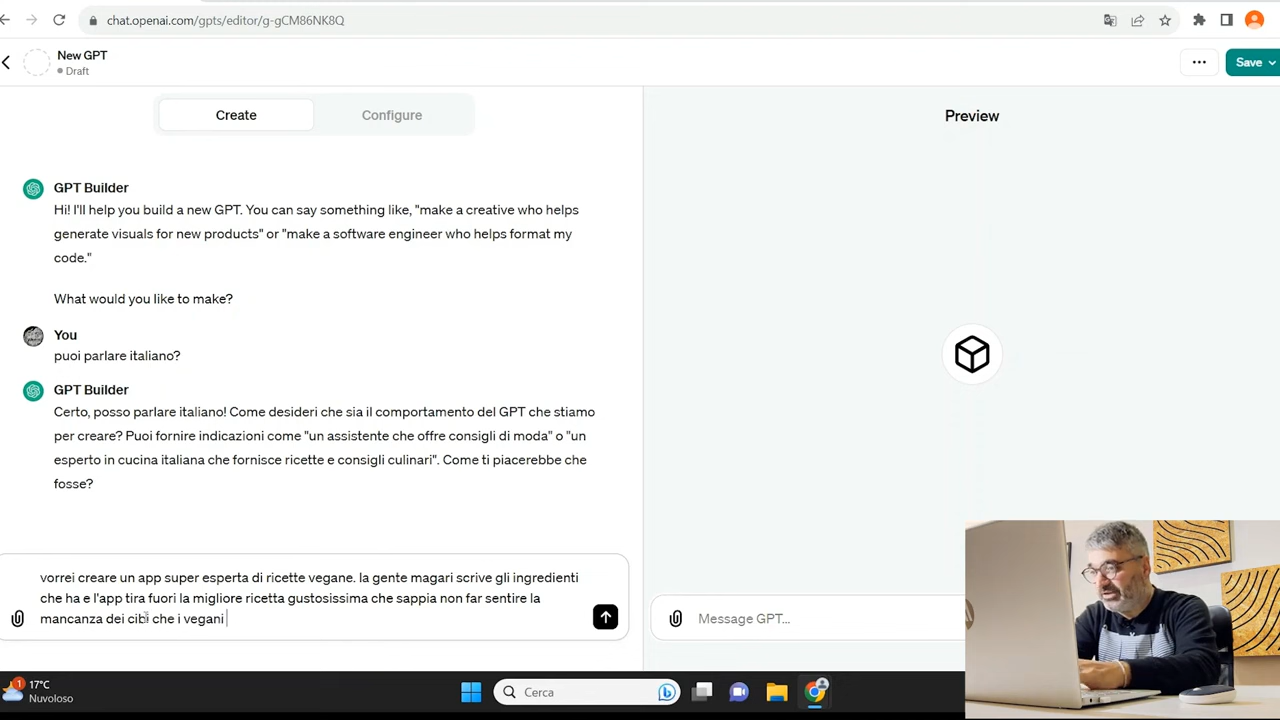 chat.openai.com/gpts/editor/g-gCM86NK8Q
New GPT
Draft
Save
Create
Configure
Preview
GPT Builder
Hi! I'll help you build a new GPT. You can say something like, "make a creative who helps
generate visuals for new products" or "make a software engineer who helps format my
code."
What would you like to make?
You
puoi parlare italiano?
GPT Builder
Certo, posso parlare italiano! Come desideri che sia il comportamento del GPT che stiamo
per creare? Puoi fornire indicazioni come "un assistente che offre consigli di moda" o "un
esperto in cucina italiana che fornisce ricette e consigli culinari". Come ti piacerebbe che
fosse?
vorrei creare un app super esperta di ricette vegane. la gente magari scrive gli ingredienti
che ha e l'app tira fuori la migliore ricetta gustosissima che sappia non far sentire la
mancanza dei cibi che i vegani
Message GPT...
1
17°C
Nuvoloso
Cerca